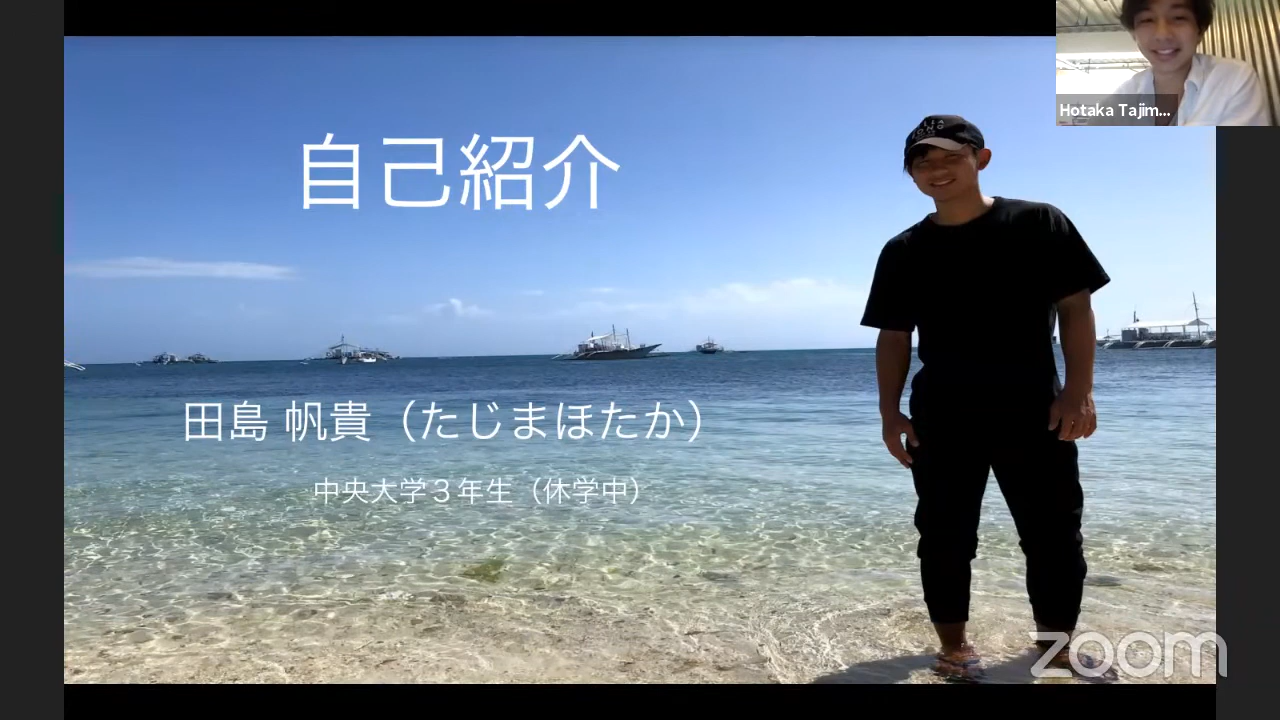 自己紹介
Hotaka Tajim...
田島 帆貴（たじまほたか）
中央大学３年生（休学中）
zoom